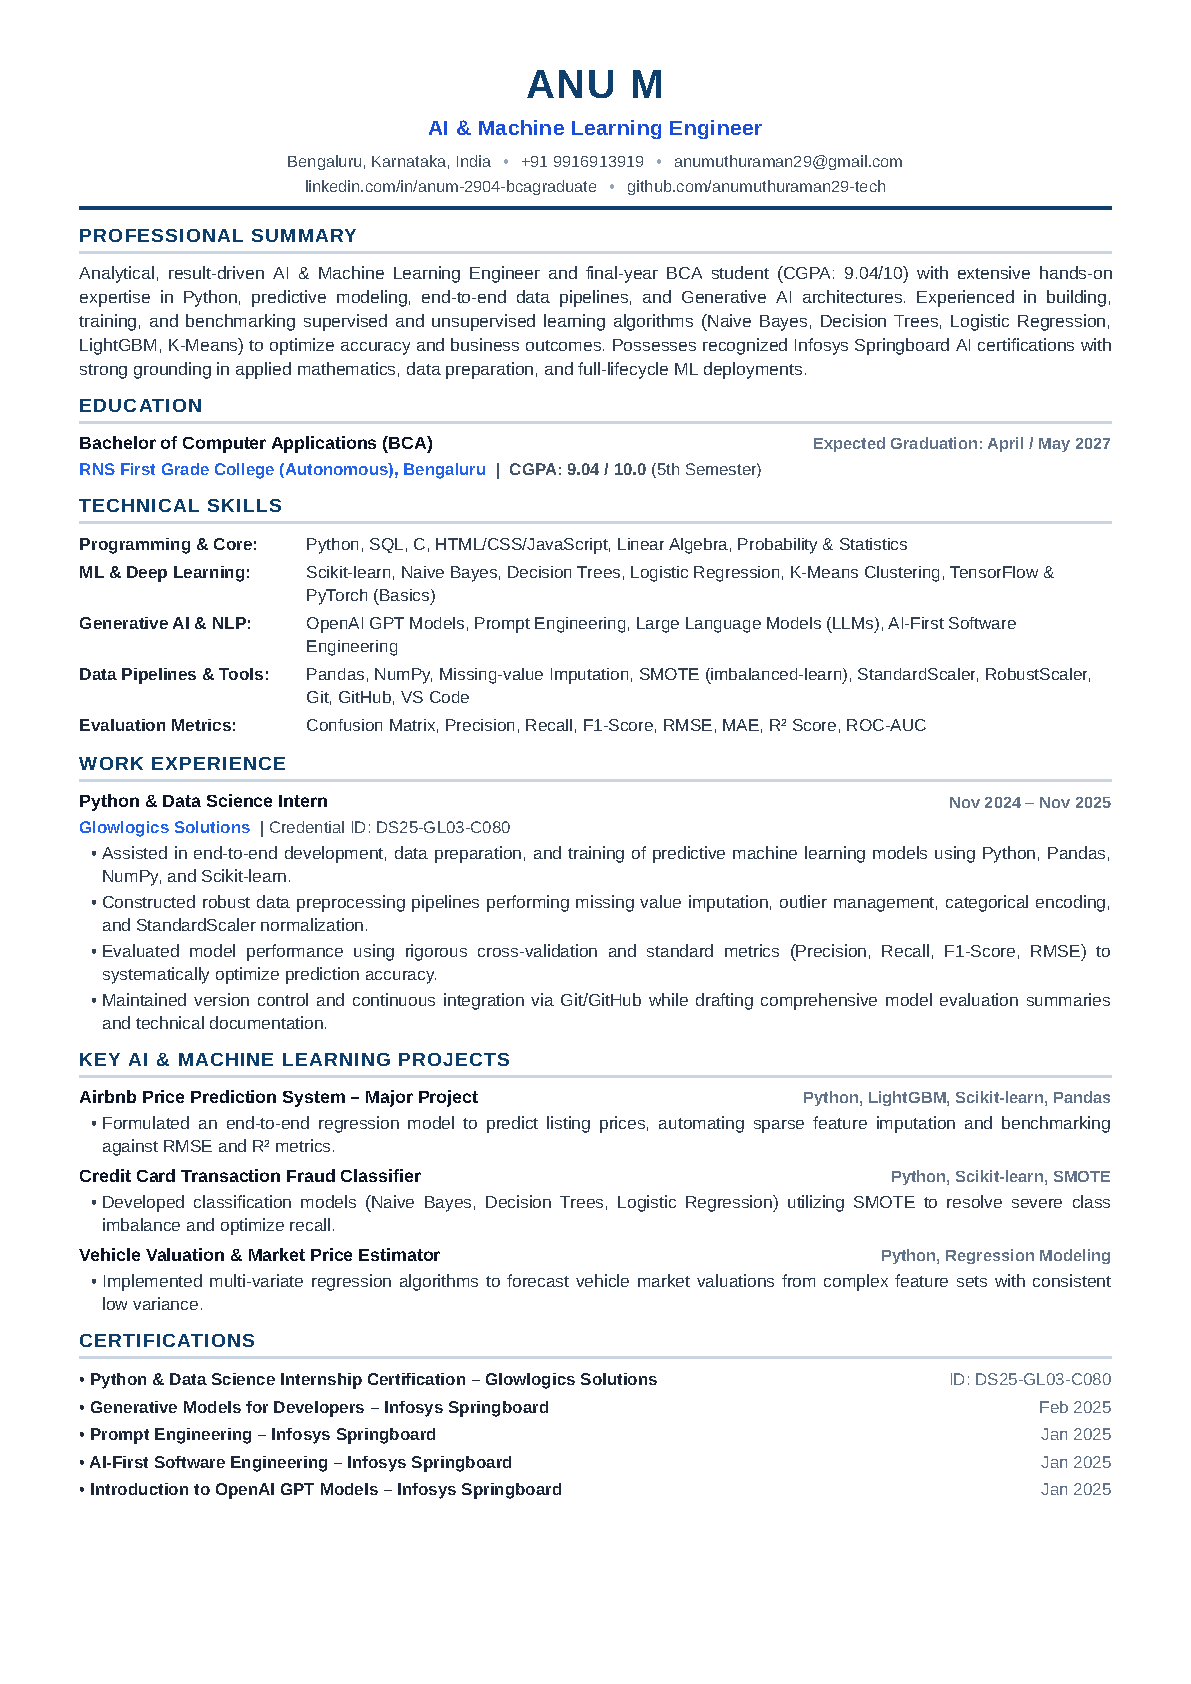 ANU M
AI & Machine Learning Engineer
Bengaluru, Karnataka, India • +91 9916913919 • anumuthuraman29@gmail.com
linkedin.com/in/anum-2904-bcagraduate • github.com/anumuthuraman29-tech
PROFESSIONAL SUMMARY
Analytical, result-driven AI & Machine Learning Engineer and final-year BCA student (CGPA: 9.04/10) with extensive hands-on
expertise in Python, predictive modeling, end-to-end data pipelines, and Generative AI architectures. Experienced in building,
training, and benchmarking supervised and unsupervised learning algorithms (Naive Bayes, Decision Trees, Logistic Regression,
LightGBM, K-Means) to optimize accuracy and business outcomes. Possesses recognized Infosys Springboard AI certifications with
strong grounding in applied mathematics, data preparation, and full-lifecycle ML deployments.
EDUCATION
Bachelor of Computer Applications (BCA) Expected Graduation: April / May 2027
RNS First Grade College (Autonomous), Bengaluru | CGPA: 9.04 / 10.0 (5th Semester)
TECHNICAL SKILLS
Programming & Core: Python, SQL, C, HTML/CSS/JavaScript, Linear Algebra, Probability & Statistics
ML & Deep Learning: Scikit-learn, Naive Bayes, Decision Trees, Logistic Regression, K-Means Clustering, TensorFlow &
PyTorch (Basics)
Generative AI & NLP: OpenAI GPT Models, Prompt Engineering, Large Language Models (LLMs), AI-First Software
Engineering
Data Pipelines & Tools: Pandas, NumPy, Missing-value Imputation, SMOTE (imbalanced-learn), StandardScaler, RobustScaler,
Git, GitHub, VS Code
Evaluation Metrics: Confusion Matrix, Precision, Recall, F1-Score, RMSE, MAE, R² Score, ROC-AUC
WORK EXPERIENCE
Python & Data Science Intern Nov 2024 – Nov 2025
Glowlogics Solutions | Credential ID: DS25-GL03-C080
• Assisted in end-to-end development, data preparation, and training of predictive machine learning models using Python, Pandas,
NumPy, and Scikit-learn.
• Constructed robust data preprocessing pipelines performing missing value imputation, outlier management, categorical encoding,
and StandardScaler normalization.
• Evaluated model performance using rigorous cross-validation and standard metrics (Precision, Recall, F1-Score, RMSE) to
systematically optimize prediction accuracy.
• Maintained version control and continuous integration via Git/GitHub while drafting comprehensive model evaluation summaries
and technical documentation.
KEY AI & MACHINE LEARNING PROJECTS
Airbnb Price Prediction System – Major Project Python, LightGBM, Scikit-learn, Pandas
• Formulated an end-to-end regression model to predict listing prices, automating sparse feature imputation and benchmarking
against RMSE and R² metrics.
Credit Card Transaction Fraud Classifier Python, Scikit-learn, SMOTE
• Developed classification models (Naive Bayes, Decision Trees, Logistic Regression) utilizing SMOTE to resolve severe class
imbalance and optimize recall.
Vehicle Valuation & Market Price Estimator Python, Regression Modeling
• Implemented multi-variate regression algorithms to forecast vehicle market valuations from complex feature sets with consistent
low variance.
CERTIFICATIONS
• Python & Data Science Internship Certification – Glowlogics Solutions ID: DS25-GL03-C080
• Generative Models for Developers – Infosys Springboard Feb 2025
• Prompt Engineering – Infosys Springboard Jan 2025
• AI-First Software Engineering – Infosys Springboard Jan 2025
• Introduction to OpenAI GPT Models – Infosys Springboard Jan 2025